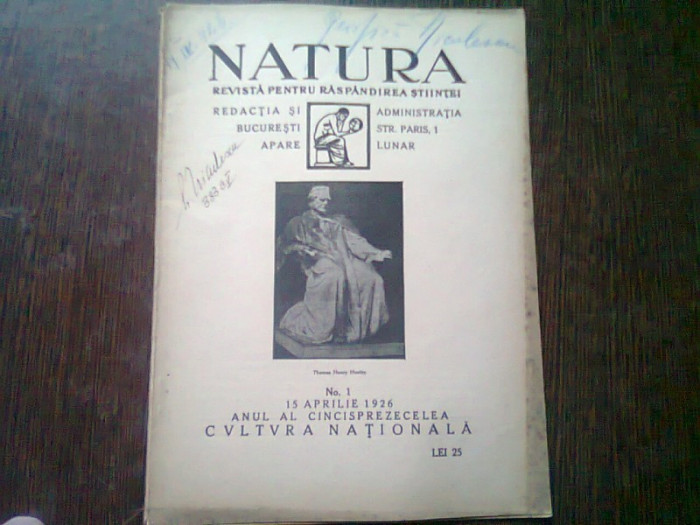 NATURA
REVISTĂ PENTRU RĂSPÂNDIREA ȘTIINȚEI
REDACȚIA ȘI ADMINISTRAȚIA
BUCUREȘTI STR. PARIS, 1
APARE LUNAR
Niculescu
Thomas Henry Huxley
No. 1
15 APRILIE 1926
ANUL AL CINCISPREZECELEA
CVLTVRA NAȚIONALĂ
LEI 25